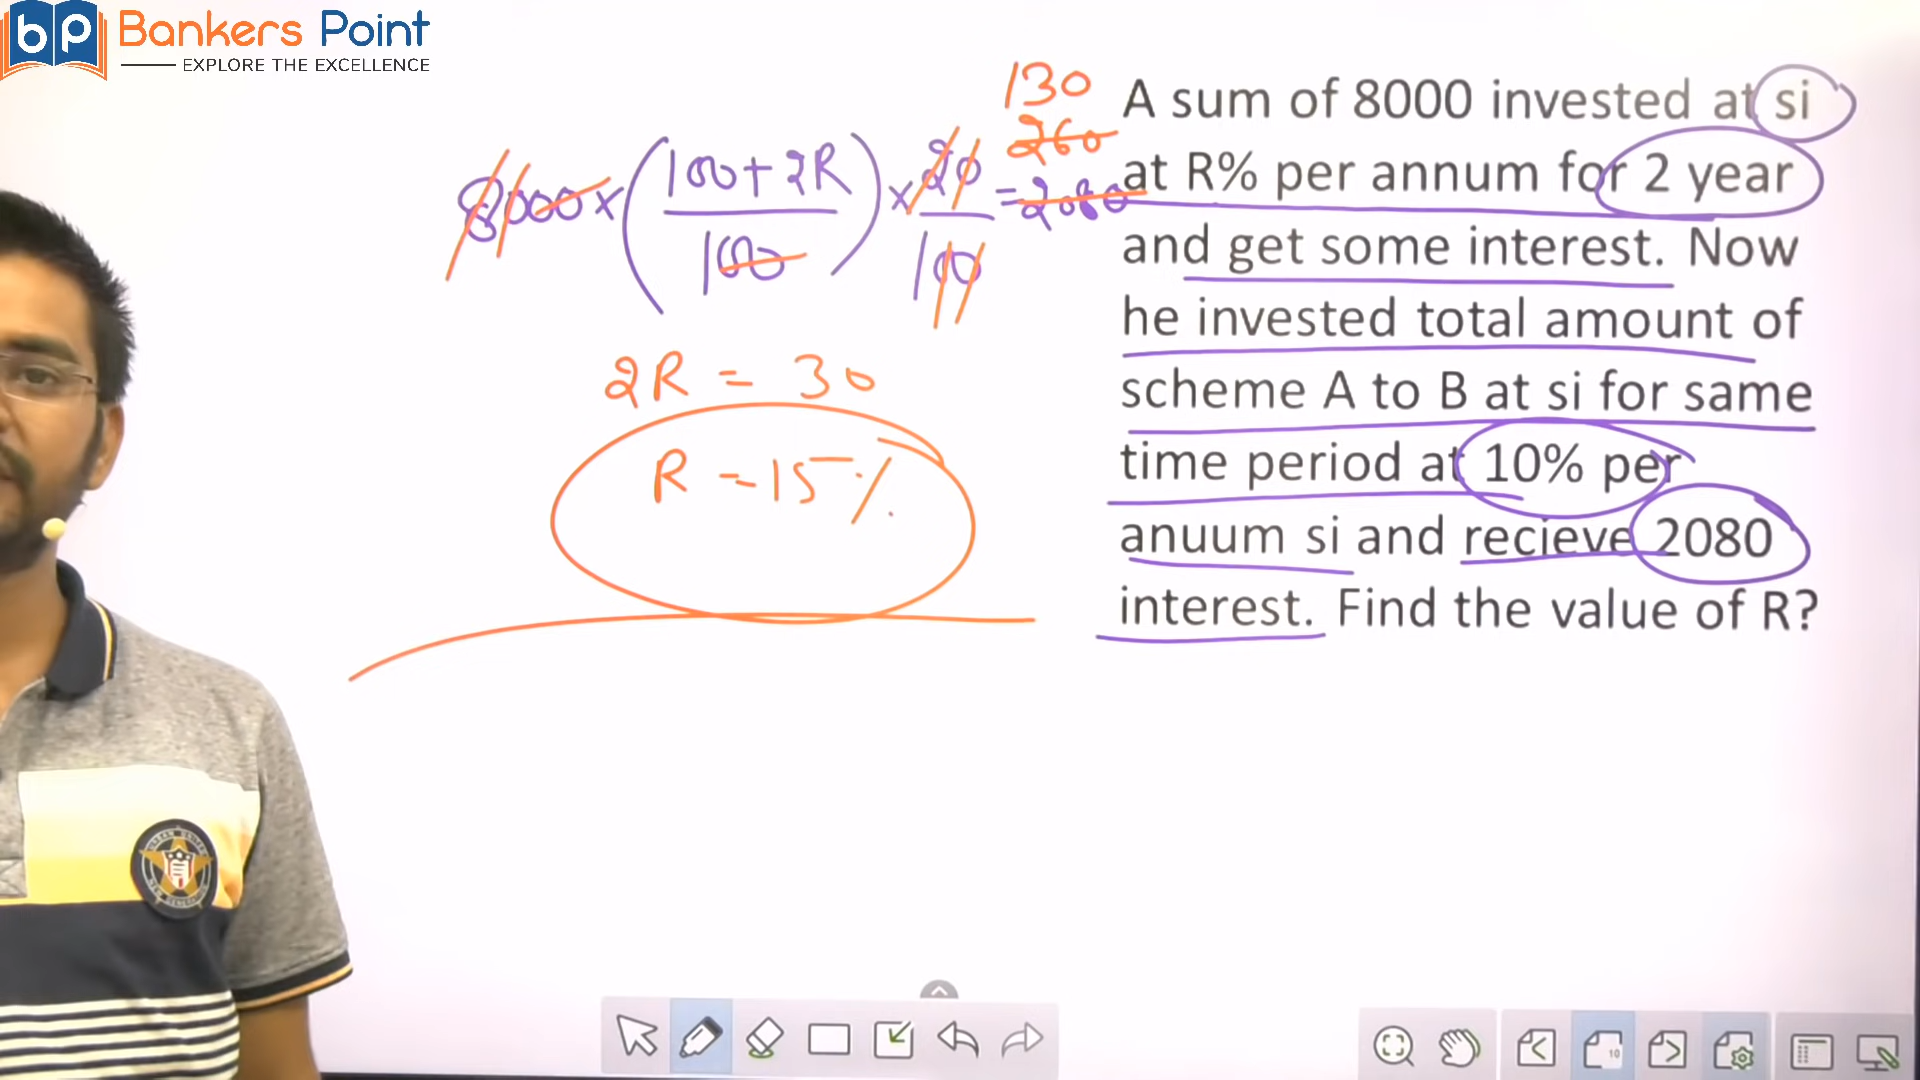 bp Bankers Point
EXPLORE THE EXCELLENCE
130
260
8000 × (100+2R / 100) × 20 / 100 = 2080
2R = 30
R = 15%
A sum of 8000 invested at si
at R% per annum for 2 year
and get some interest. Now
he invested total amount of
scheme A to B at si for same
time period at 10% per
anuum si and recieve 2080
interest. Find the value of R?
10